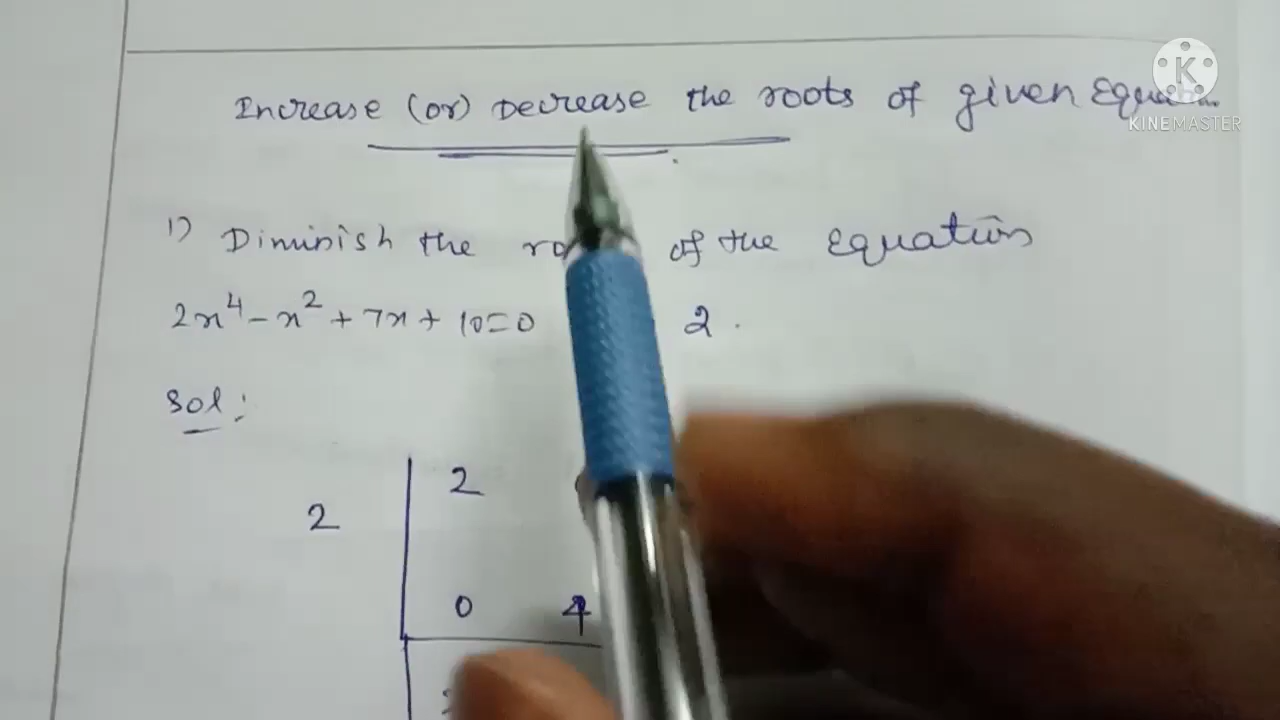 Increase (or) Decrease the roots of given
KINEMASTER
1) Diminish the of the Equation
2x⁴ - x² + 7x + 10 = 0 2.
Sol:
2
2
0 4